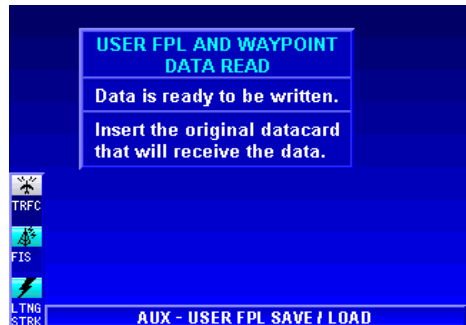 USER FPL AND WAYPOINT
DATA READ
Data is ready to be written.
Insert the original datacard
that will receive the data.
TRFC
FIS
LTNG
STRK
AUX - USER FPL SAVE / LOAD